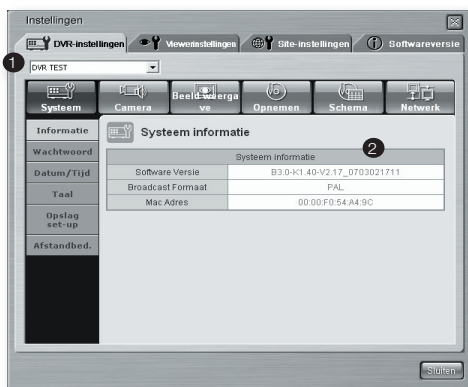 Instellingen
DVR-instellingen Viewerinstellingen Site-instellingen Softwareversie
1
DVR TEST
Systeem Camera Beeld weerga
ve Opnemen Schema Netwerk
Informatie
Wachtwoord
Datum/Tijd
Taal
Opslag
set-up
Afstandbed.
Systeem informatie
2
Systeem informatie
Software Versie B3.0-K1.40-V2.17_0703021711
Broadcast Formaat PAL
Mac Adres 00:00:F0:54:A4:9C
Sluiten